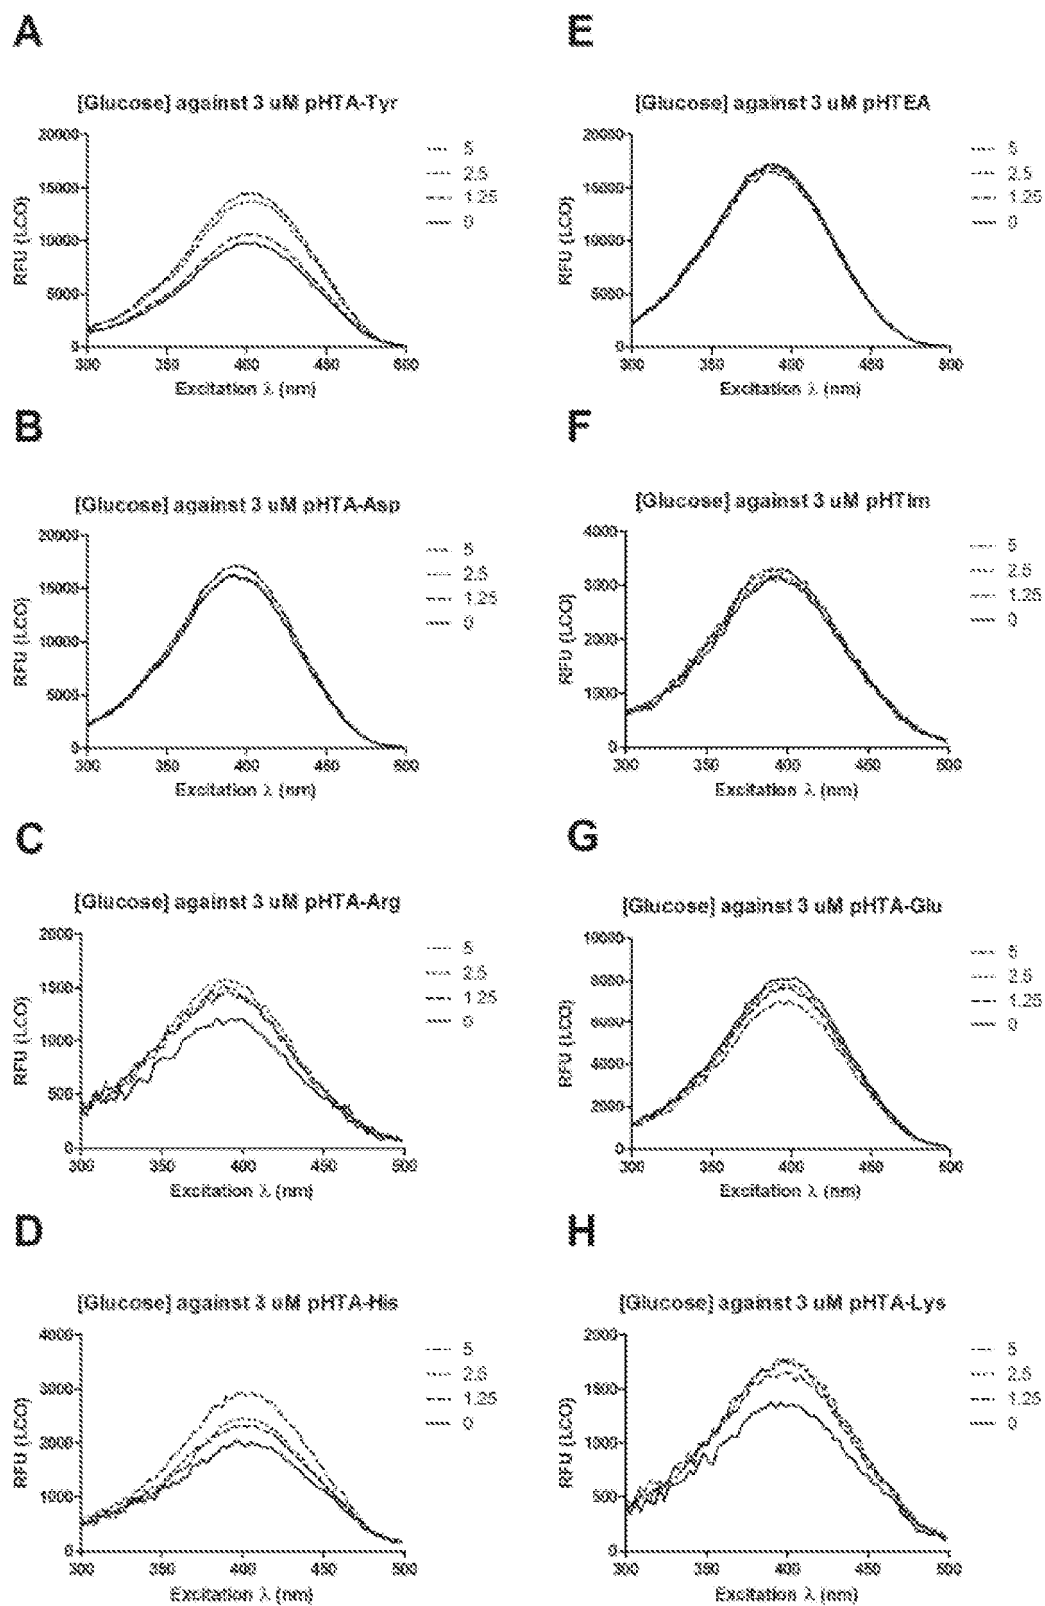 A
[Glucose] against 3 uM pHTA-Tyr
20000
15000
10000
5000
0
RFU (LCO)
300 350 400 450 500
Excitation λ (nm)
5
2.5
1.25
0
B
[Glucose] against 3 uM pHTA-Asp
20000
15000
10000
5000
0
RFU (LCO)
300 350 400 450 500
Excitation λ (nm)
5
2.5
1.25
0
C
[Glucose] against 3 uM pHTA-Arg
2000
1500
1000
500
0
RFU (LCO)
300 350 400 450 500
Excitation λ (nm)
5
2.5
1.25
0
D
[Glucose] against 3 uM pHTA-His
4000
3000
2000
1000
0
RFU (LCO)
300 350 400 450 500
Excitation λ (nm)
5
2.5
1.25
0
E
[Glucose] against 3 uM pHTEA
20000
15000
10000
5000
0
RFU (LCO)
300 350 400 450 500
Excitation λ (nm)
5
2.5
1.25
0
F
[Glucose] against 3 uM pHTIm
4000
3000
2000
1000
0
RFU (LCO)
300 350 400 450 500
Excitation λ (nm)
5
2.5
1.25
0
G
[Glucose] against 3 uM pHTA-Glu
10000
8000
6000
4000
2000
0
RFU (LCO)
300 350 400 450 500
Excitation λ (nm)
5
2.5
1.25
0
H
[Glucose] against 3 uM pHTA-Lys
2000
1500
1000
500
0
RFU (LCO)
300 350 400 450 500
Excitation λ (nm)
5
2.5
1.25
0